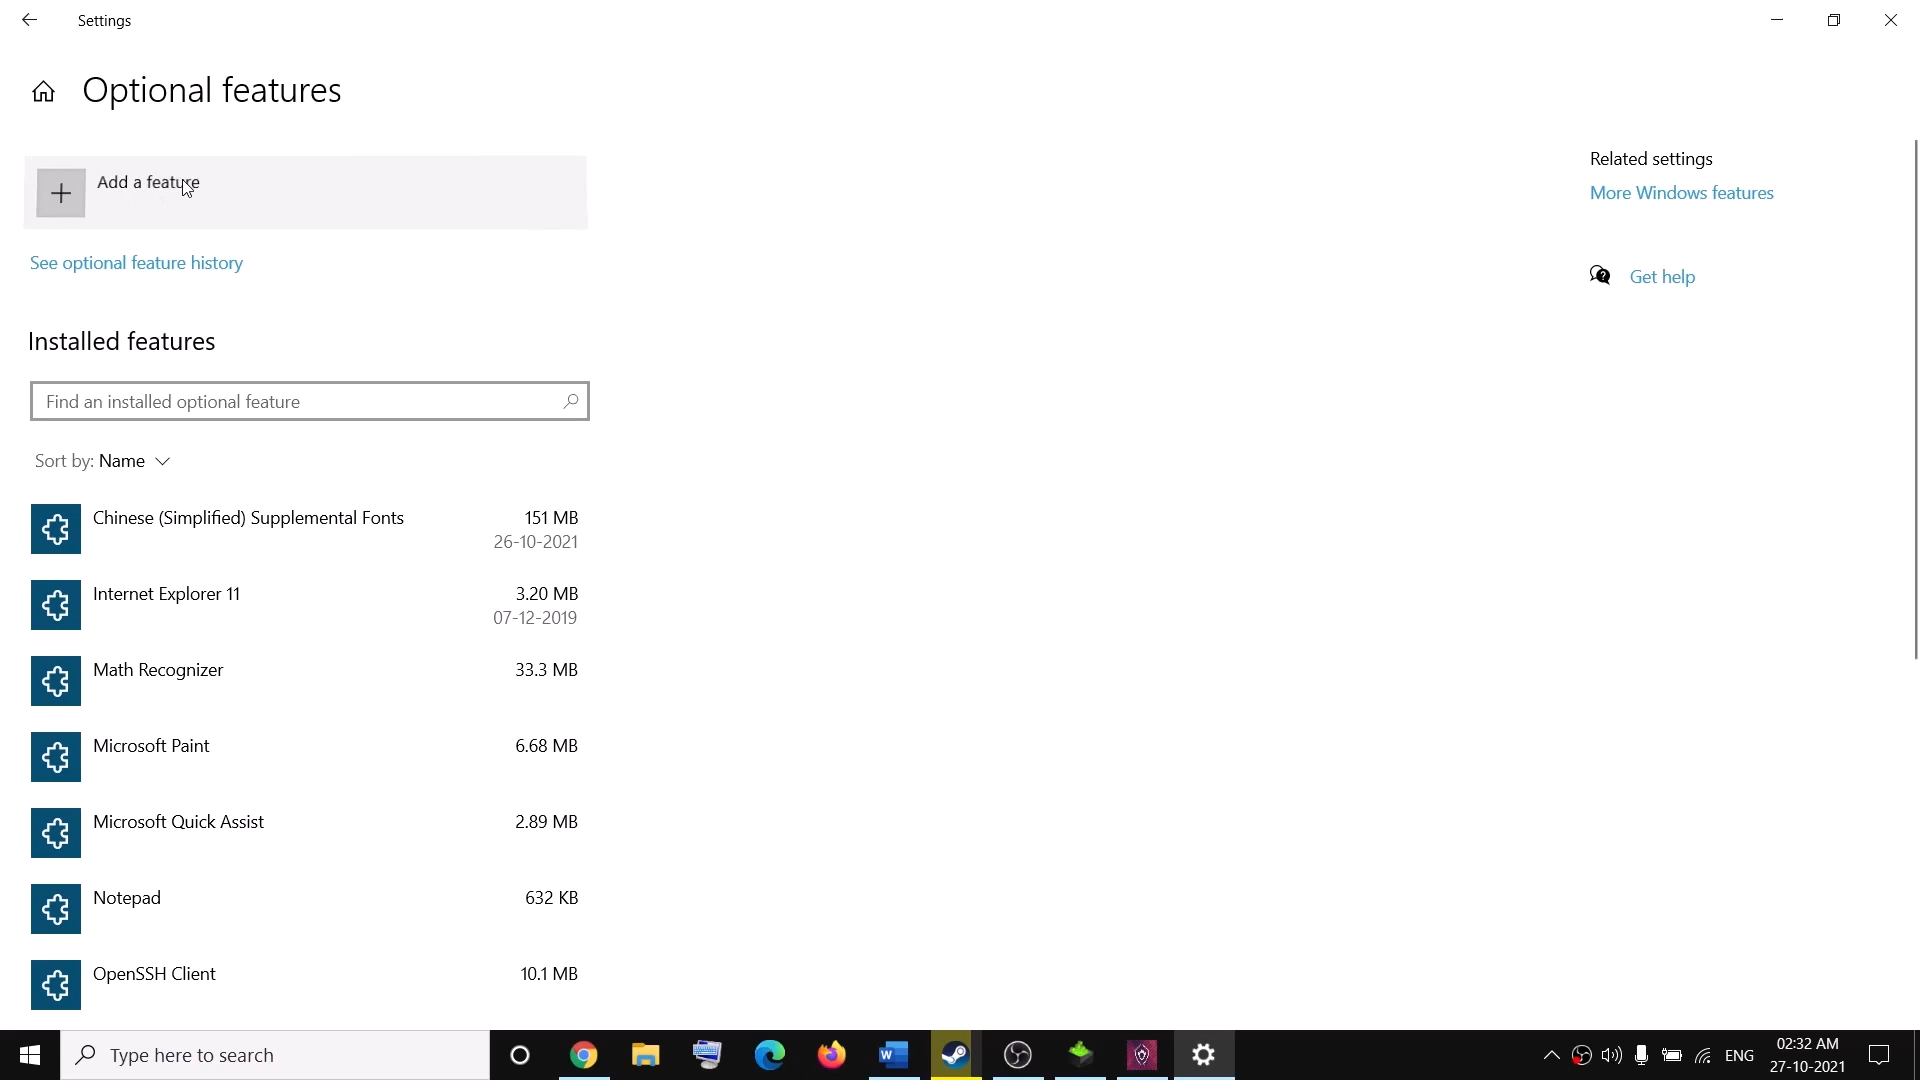 Settings
Optional features
Add a feature
See optional feature history
Installed features
Find an installed optional feature
Sort by: Name
Chinese (Simplified) Supplemental Fonts 151 MB
26-10-2021
Internet Explorer 11 3.20 MB
07-12-2019
Math Recognizer 33.3 MB
Microsoft Paint 6.68 MB
Microsoft Quick Assist 2.89 MB
Notepad 632 KB
OpenSSH Client 10.1 MB
Related settings
More Windows features
Get help
Type here to search
ENG
02:32 AM
27-10-2021